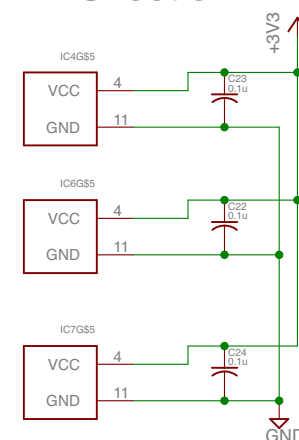 +3V3
IC4G$5
VCC 4
GND 11
C23
0.1u
IC6G$5
VCC 4
GND 11
C22
0.1u
IC7G$5
VCC 4
GND 11
C24
0.1u
GND